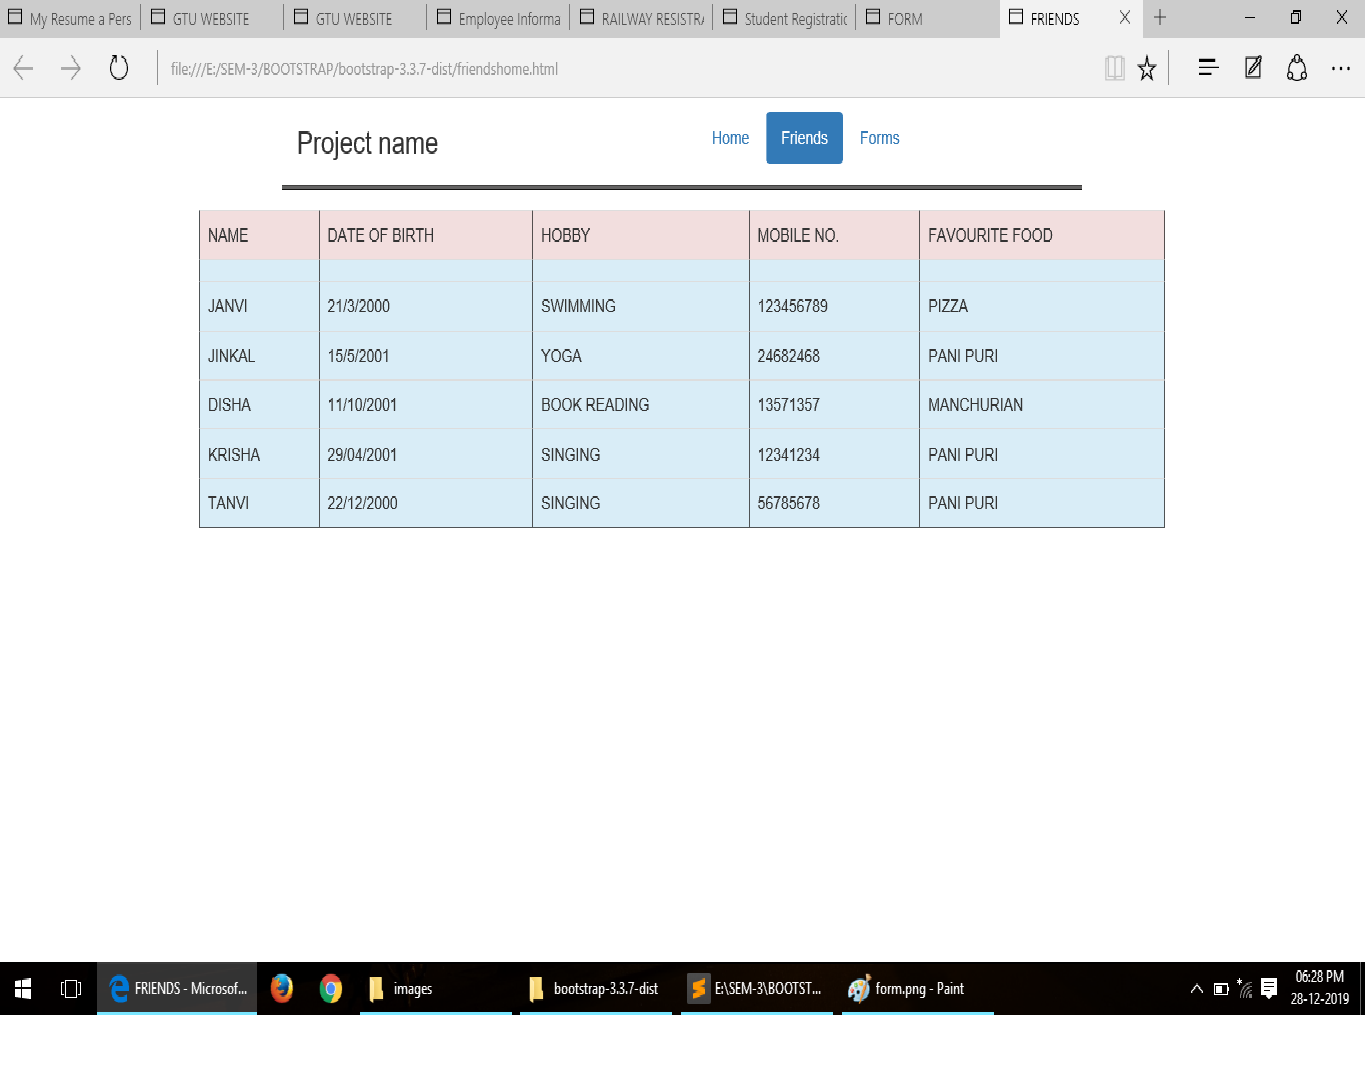 My Resume a Pers GTU WEBSITE GTU WEBSITE Employee Informa RAILWAY RESISTRA Student Registratic FORM FRIENDS
file:///E:/SEM-3/BOOTSTRAP/bootstrap-3.3.7-dist/friendshome.html
Project name Home Friends Forms
NAME DATE OF BIRTH HOBBY MOBILE NO. FAVOURITE FOOD
JANVI 21/3/2000 SWIMMING 123456789 PIZZA
JINKAL 15/5/2001 YOGA 24682468 PANI PURI
DISHA 11/10/2001 BOOK READING 13571357 MANCHURIAN
KRISHA 29/04/2001 SINGING 12341234 PANI PURI
TANVI 22/12/2000 SINGING 56785678 PANI PURI
FRIENDS - Microsof... images bootstrap-3.3.7-dist E:\SEM-3\BOOTST... form.png - Paint 06:28 PM
28-12-2019